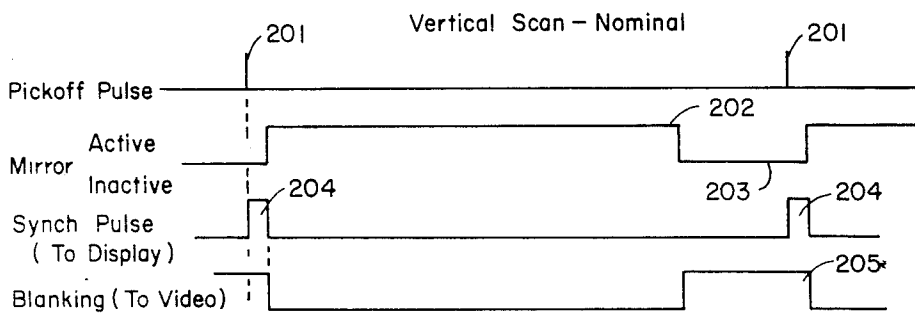 Vertical Scan – Nominal
201
201
Pickoff Pulse
202
Active
Mirror
Inactive
203
204
204
Synch Pulse
( To Display )
205
Blanking ( To Video )